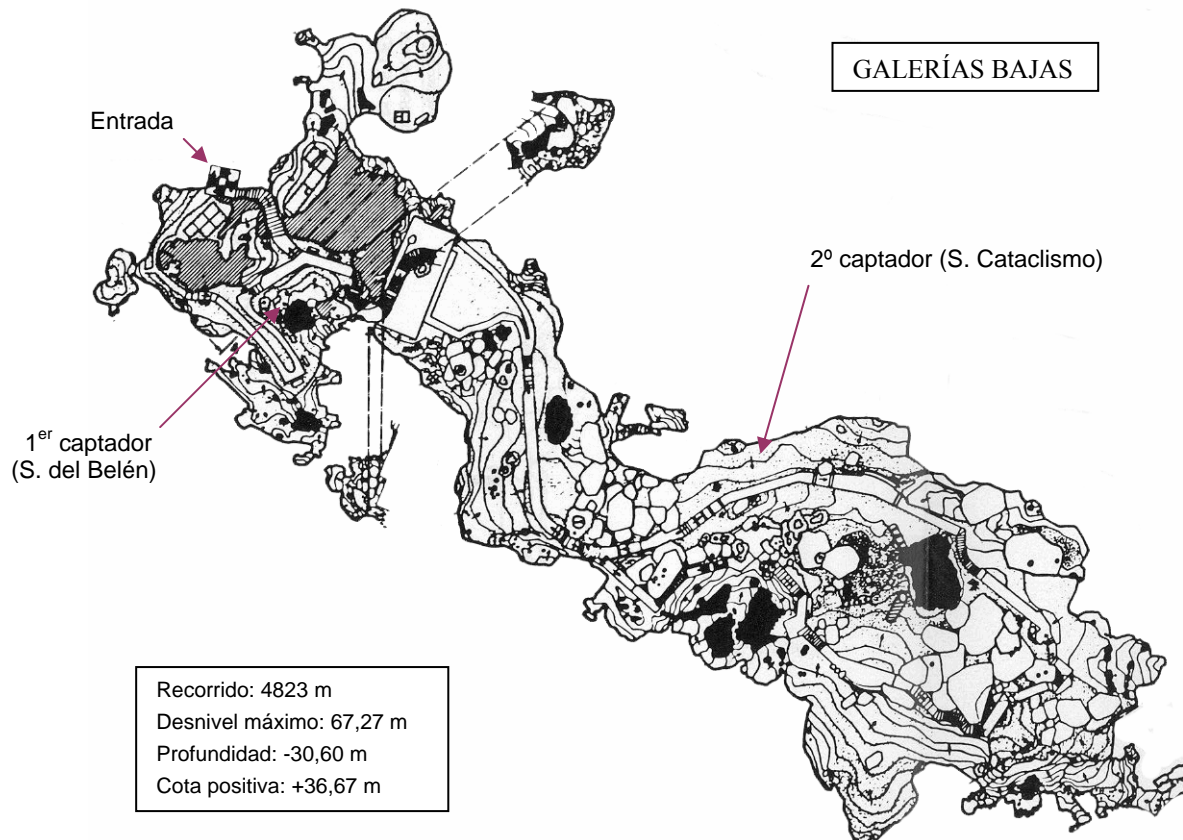 GALERÍAS BAJAS
Entrada
2º captador (S. Cataclismo)
1er captador
(S. del Belén)
Recorrido: 4823 m
Desnivel máximo: 67,27 m
Profundidad: -30,60 m
Cota positiva: +36,67 m